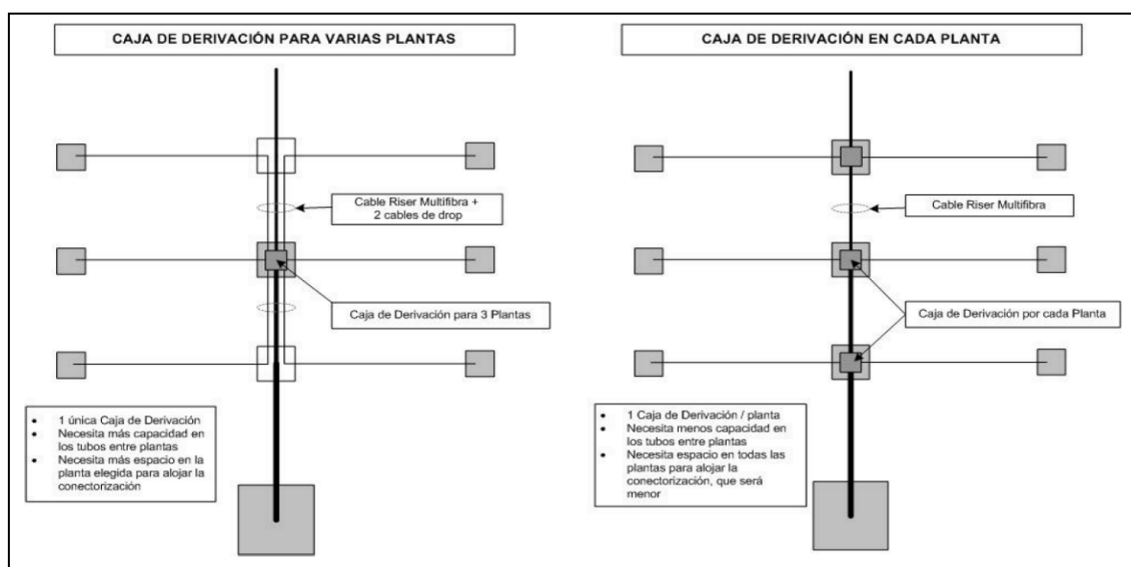 CAJA DE DERIVACIÓN PARA VARIAS PLANTAS
Cable Riser Multifibra +
2 cables de drop
Caja de Derivación para 3 Plantas
• 1 única Caja de Derivación
• Necesita más capacidad en
los tubos entre plantas
• Necesita más espacio en la
planta elegida para alojar la
conectorización
CAJA DE DERIVACIÓN EN CADA PLANTA
Cable Riser Multifibra
Caja de Derivación por cada Planta
• 1 Caja de Derivación / planta
• Necesita menos capacidad en
los tubos entre plantas
• Necesita espacio en todas las
plantas para alojar la
conectorización, que será
menor